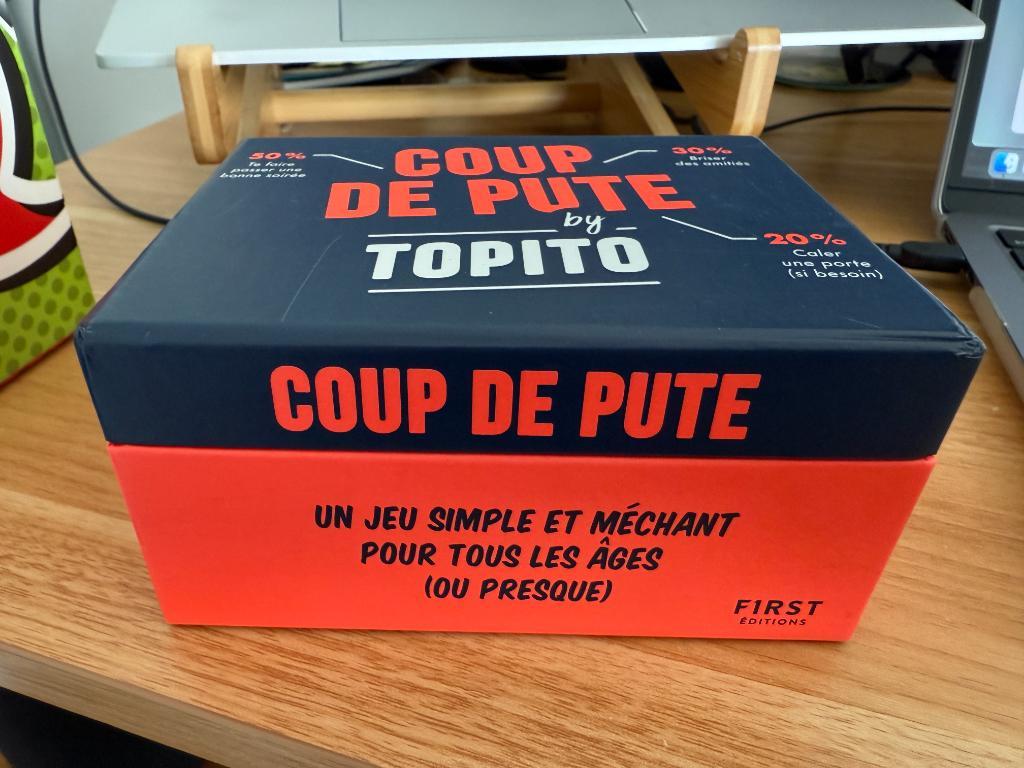 50%
Te faire
passer une
bonne soirée
COUP
DE PUTE
by
TOPITO
30%
Briser
des amitiés
20%
Caler
une porte
(si besoin)
COUP DE PUTE
UN JEU SIMPLE ET MÉCHANT
POUR TOUS LES ÂGES
(OU PRESQUE)
F1RST
ÉDITIONS